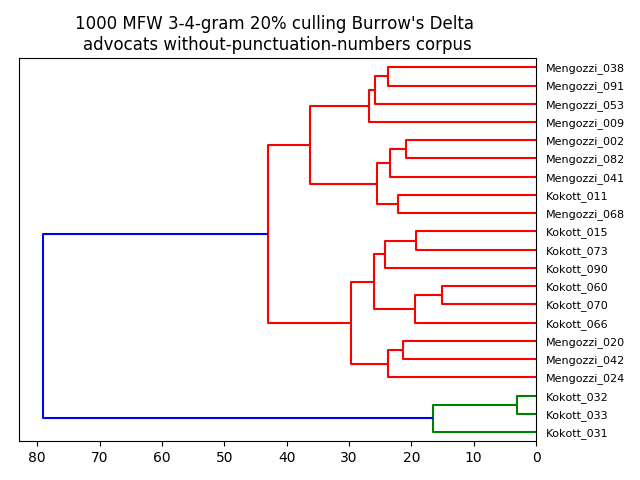 1000 MFW 3-4-gram 20% culling Burrow's Delta
advocats without-punctuation-numbers corpus
Mengozzi_038
Mengozzi_091
Mengozzi_053
Mengozzi_009
Mengozzi_002
Mengozzi_082
Mengozzi_041
Kokott_011
Mengozzi_068
Kokott_015
Kokott_073
Kokott_090
Kokott_060
Kokott_070
Kokott_066
Mengozzi_020
Mengozzi_042
Mengozzi_024
Kokott_032
Kokott_033
Kokott_031
80 70 60 50 40 30 20 10 0